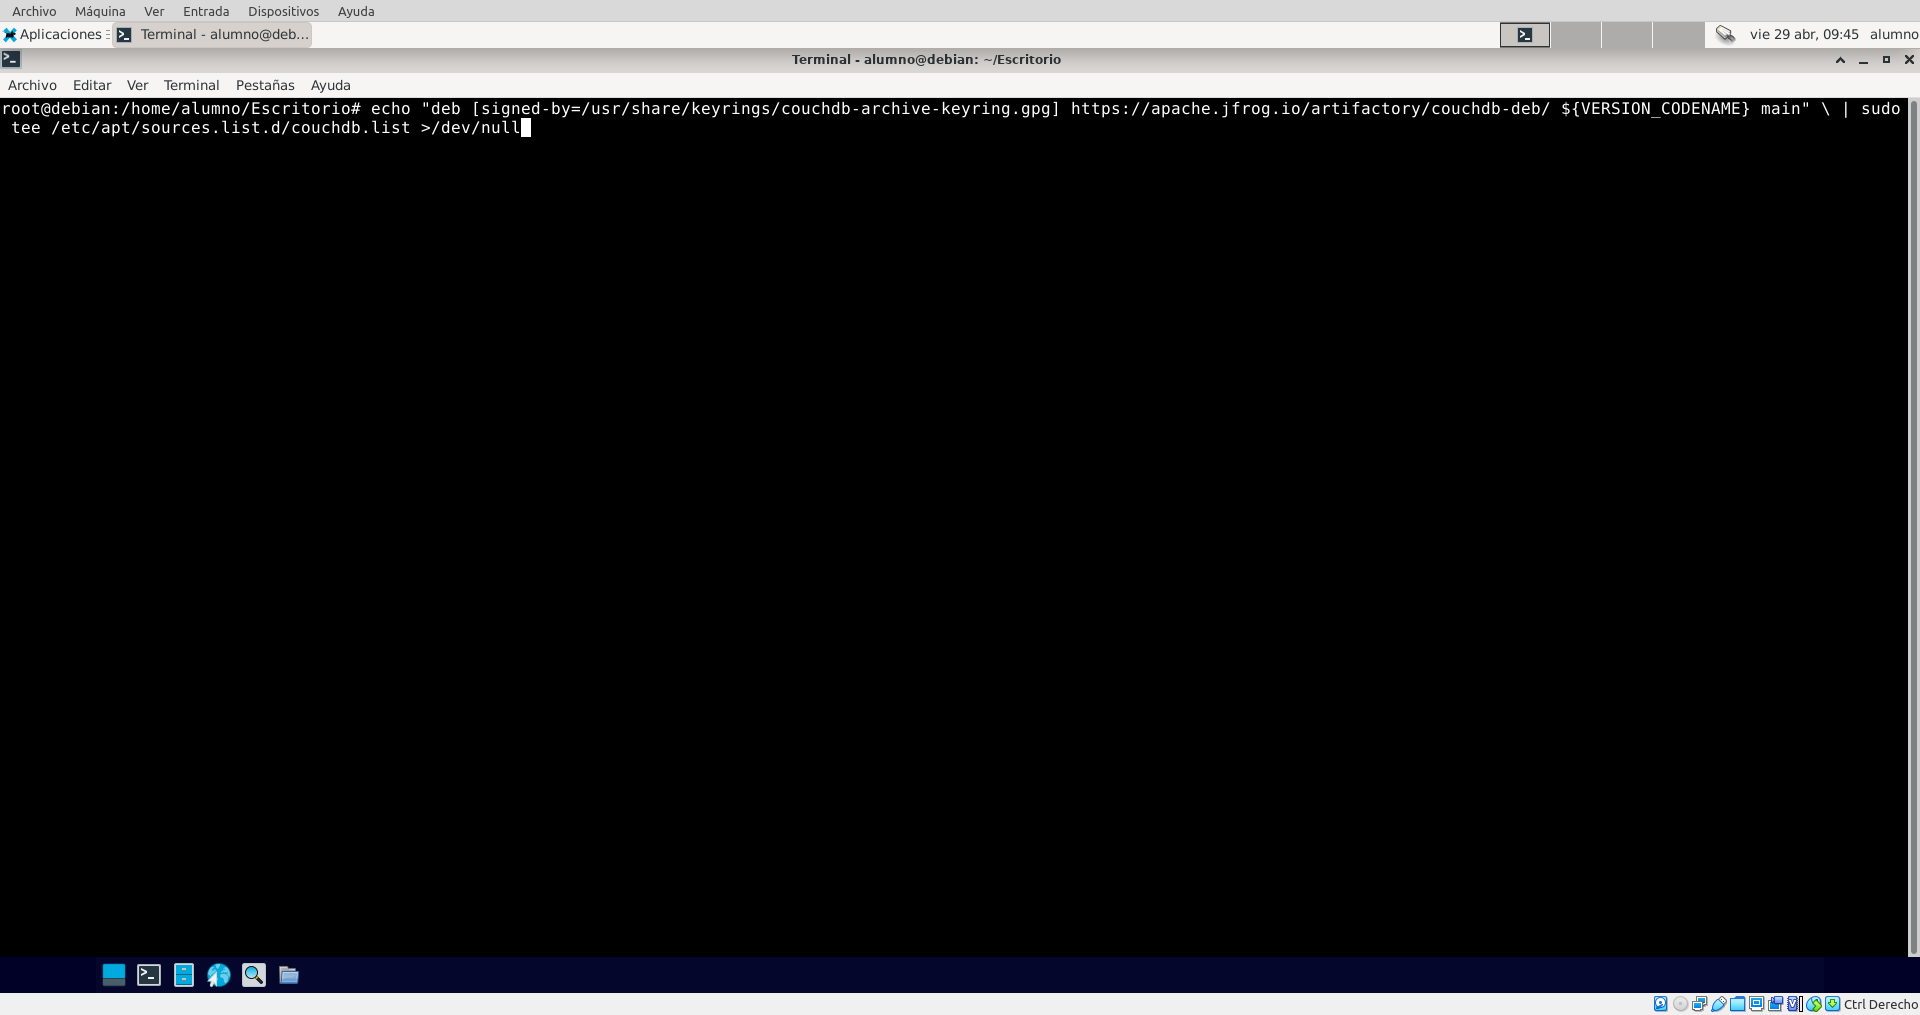 Archivo Máquina Ver Entrada Dispositivos Ayuda
Aplicaciones Terminal - alumno@deb... vie 29 abr, 09:45 alumno
Terminal - alumno@debian: ~/Escritorio
Archivo Editar Ver Terminal Pestañas Ayuda
root@debian:/home/alumno/Escritorio# echo "deb [signed-by=/usr/share/keyrings/couchdb-archive-keyring.gpg] https://apache.jfrog.io/artifactory/couchdb-deb/ ${VERSION_CODENAME} main" \ | sudo
tee /etc/apt/sources.list.d/couchdb.list >/dev/null
Ctrl Derecho